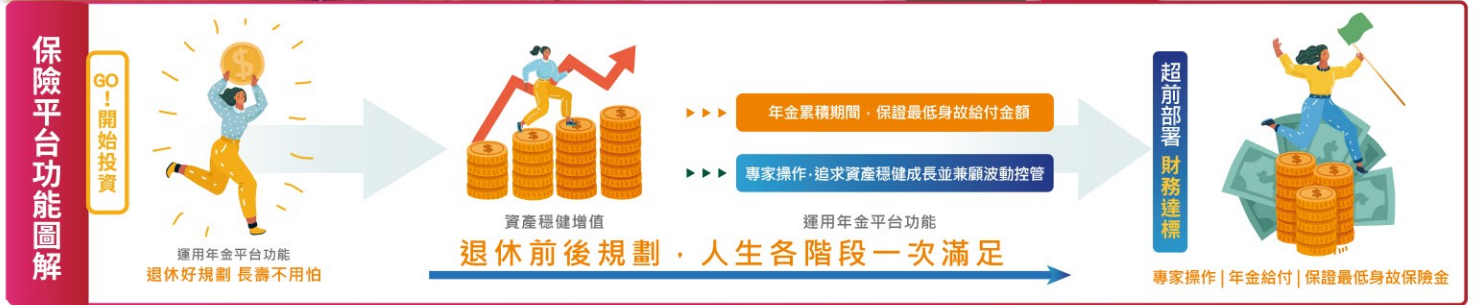 保險平台功能圖解
GO！開始投資
運用年金平台功能
退休好規劃 長壽不用怕
資產穩健增值
年金累積期間，保證最低身故給付金額
專家操作·追求資產穩健成長並兼顧波動控管
運用年金平台功能
退休前後規劃，人生各階段一次滿足
超前部署 財務達標
專家操作 | 年金給付 | 保證最低身故保險金